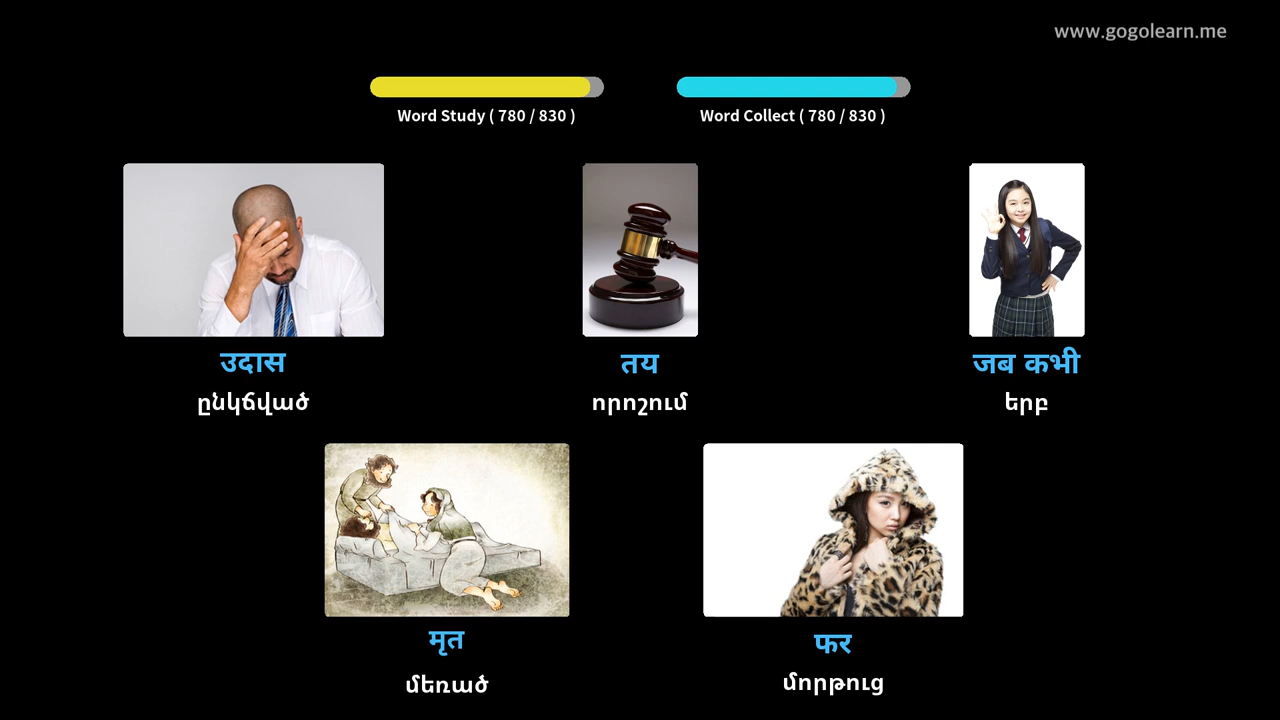 www.gogolearn.me
Word Study ( 780 / 830 )
Word Collect ( 780 / 830 )
उदास
तय
जब कभी
ընկճված
որոշում
երբ
मृत
फर
մեռած
մորթուց